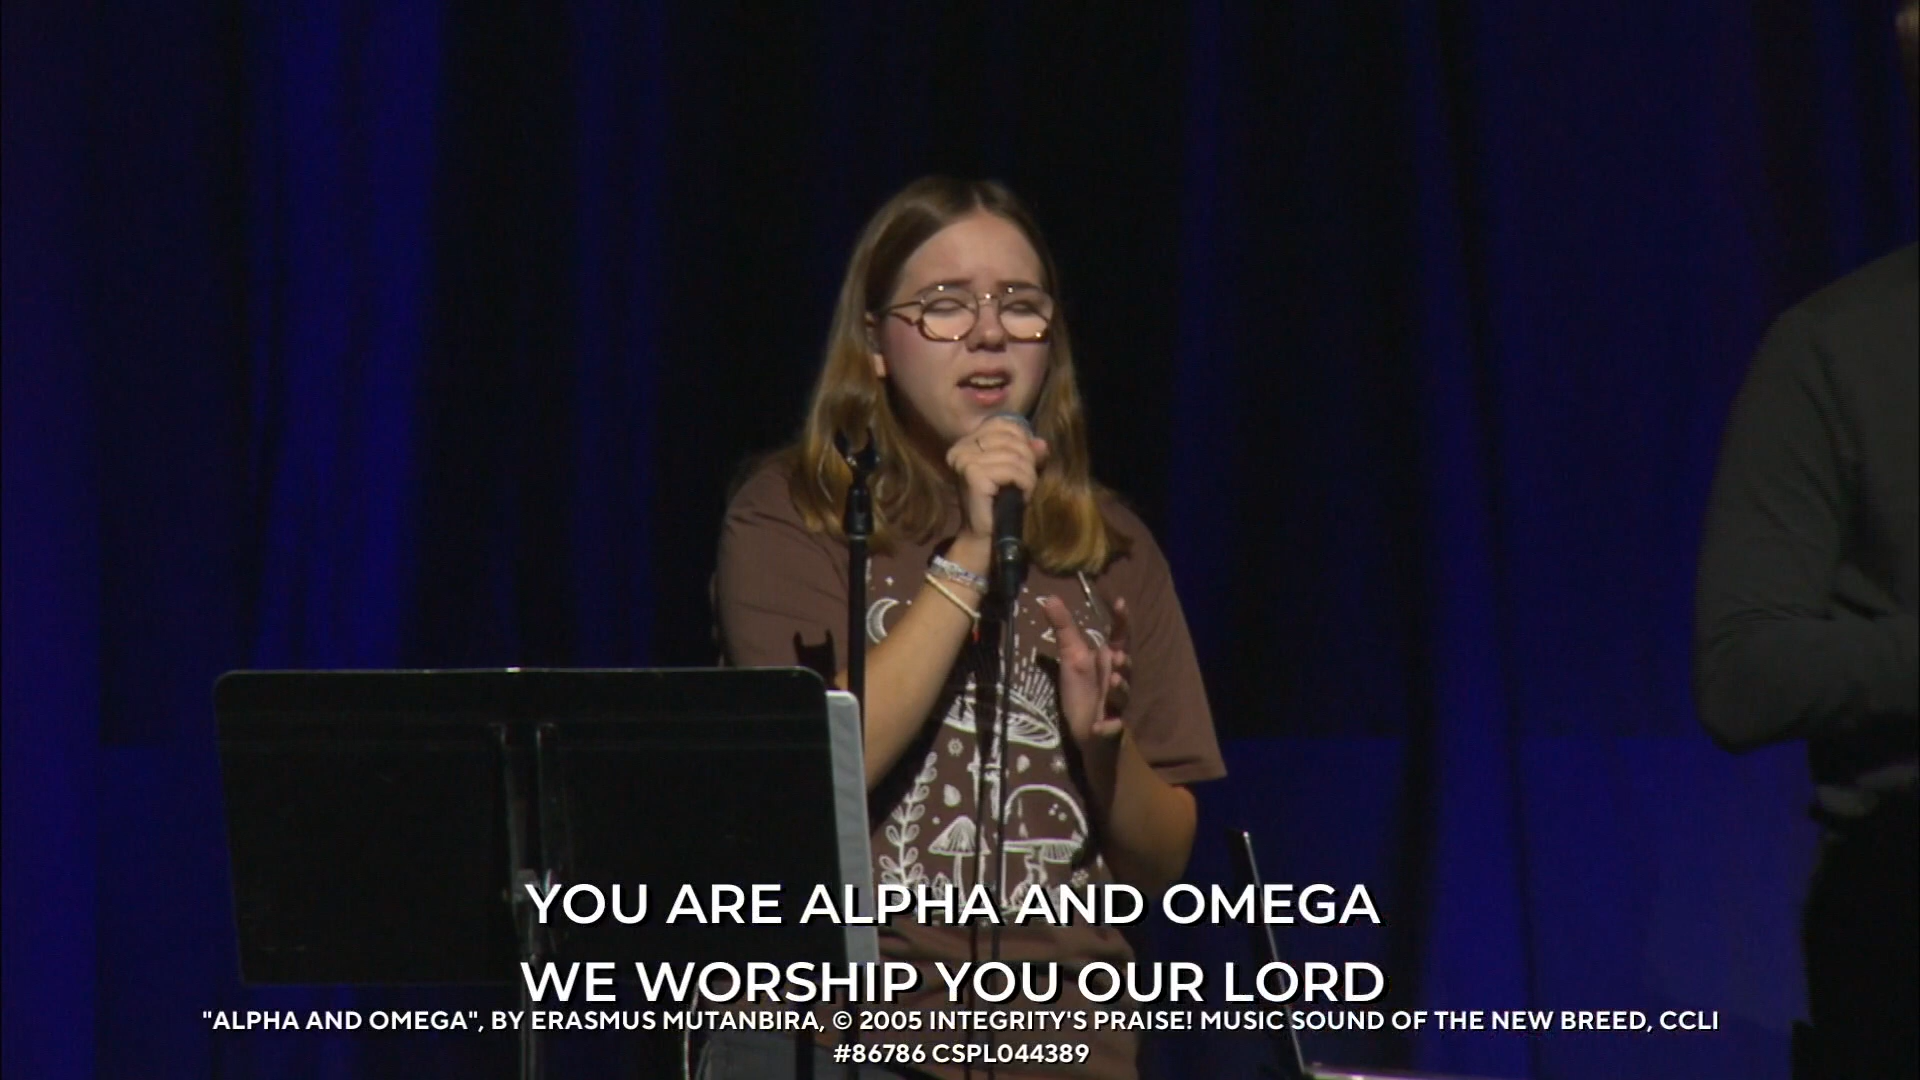 YOU ARE ALPHA AND OMEGA
WE WORSHIP YOU OUR LORD
"ALPHA AND OMEGA", BY ERASMUS MUTANBIRA, © 2005 INTEGRITY'S PRAISE! MUSIC SOUND OF THE NEW BREED, CCLI
#86786 CSPL044389